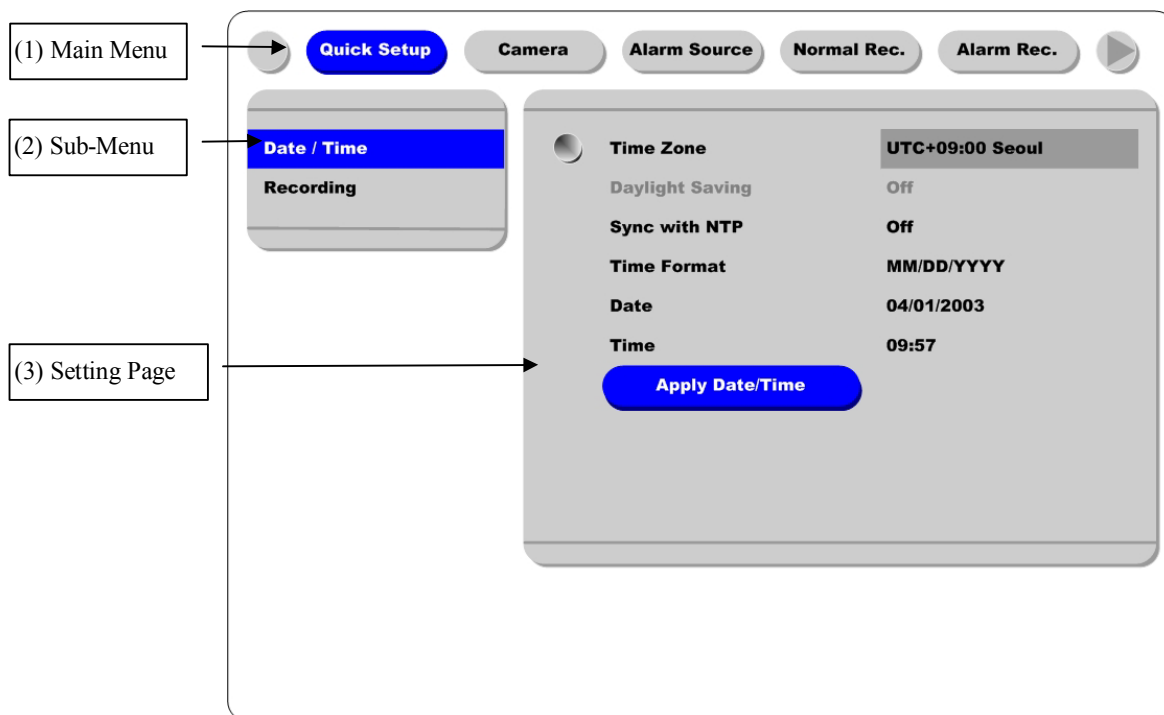 (1) Main Menu
Quick Setup Camera Alarm Source Normal Rec. Alarm Rec.
(2) Sub-Menu
Date / Time
Recording
Time Zone UTC+09:00 Seoul
Daylight Saving Off
Sync with NTP Off
Time Format MM/DD/YYYY
Date 04/01/2003
Time 09:57
(3) Setting Page
Apply Date/Time